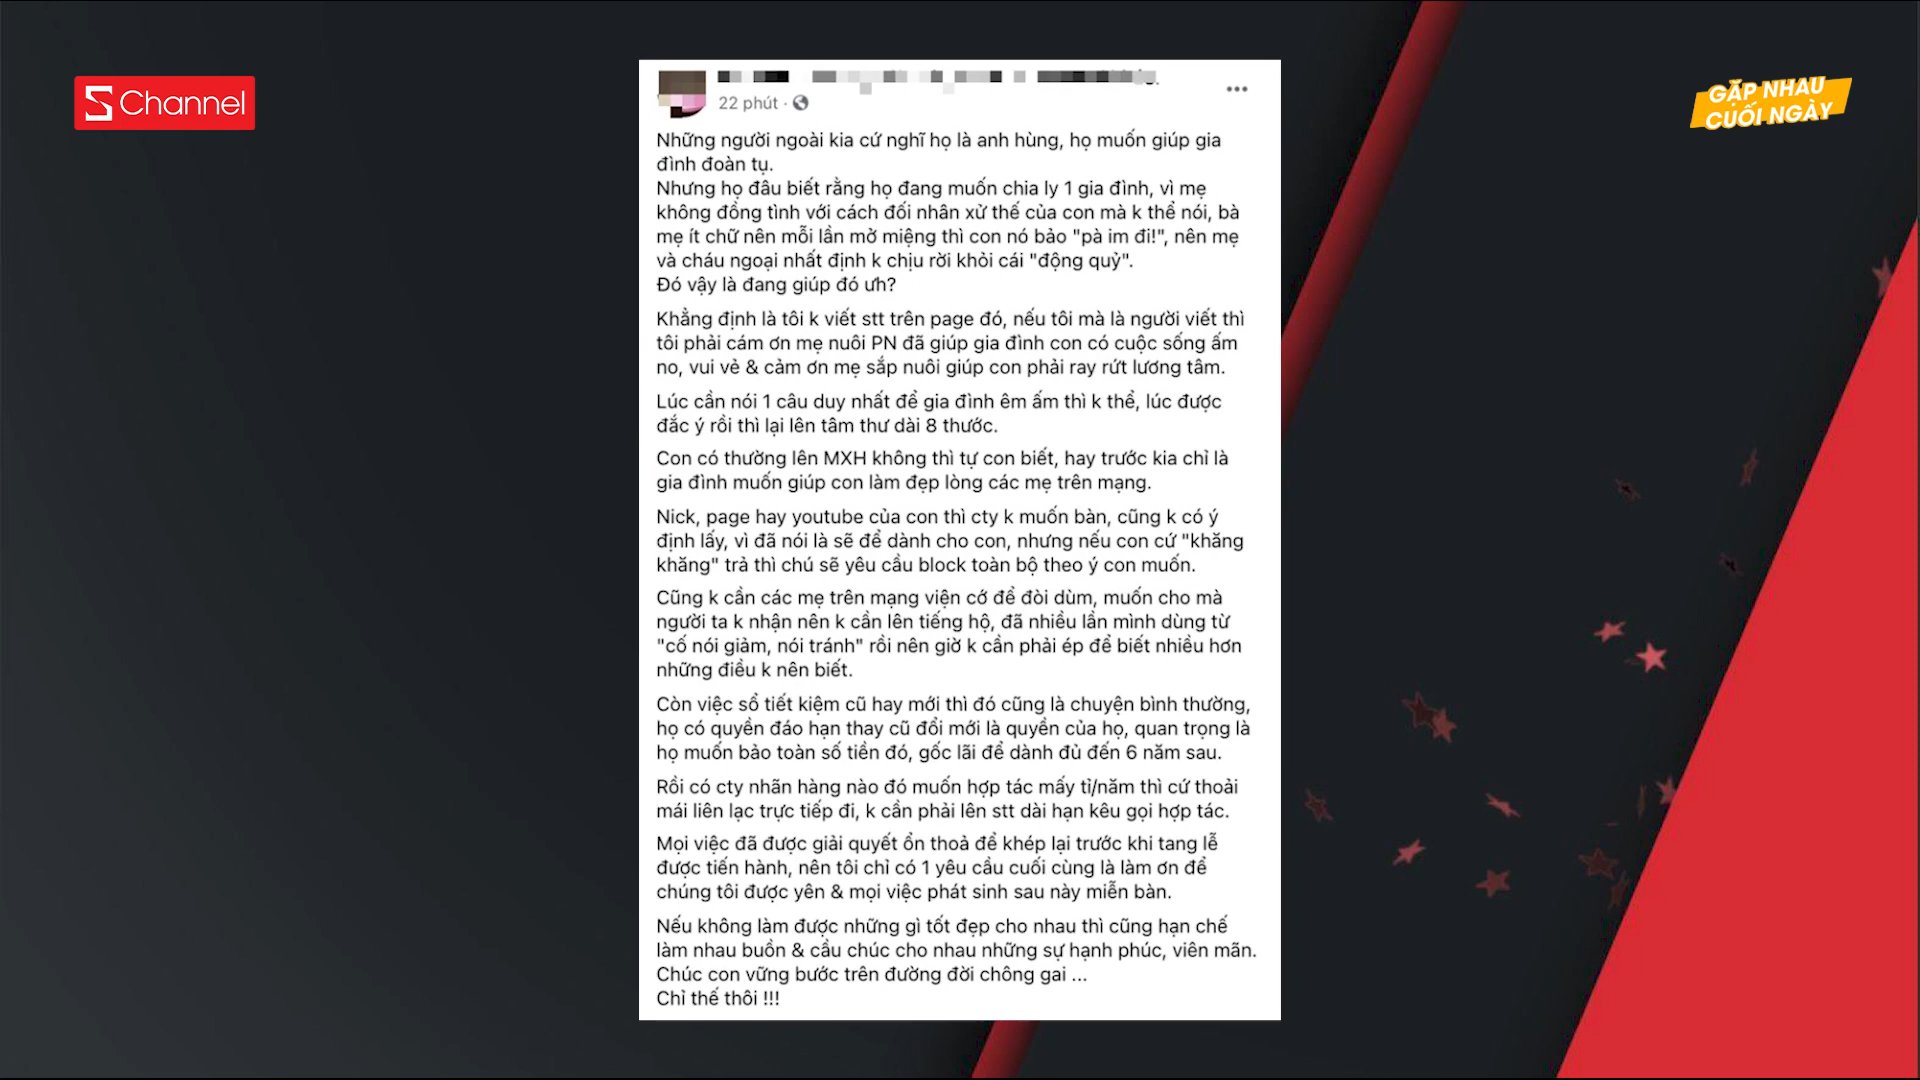 S Channel
GẶP NHAU
CUỐI NGÀY
22 phút ·
Những người ngoài kia cứ nghĩ họ là anh hùng, họ muốn giúp gia
đình đoàn tụ.
Nhưng họ đâu biết rằng họ đang muốn chia ly 1 gia đình, vì mẹ
không đồng tình với cách đối nhân xử thế của con mà k thể nói, bà
mẹ ít chữ nên mỗi lần mở miệng thì con nó bảo "pà im đi!", nên mẹ
và cháu ngoại nhất định k chịu rời khỏi cái "động quỷ".
Đó vậy là đang giúp đó ưh?
Khẳng định là tôi k viết stt trên page đó, nếu tôi mà là người viết thì
tôi phải cám ơn mẹ nuôi PN đã giúp gia đình con có cuộc sống ấm
no, vui vẻ & cảm ơn mẹ sắp nuôi giúp con phải ray rứt lương tâm.
Lúc cần nói 1 câu duy nhất để gia đình êm ấm thì k thể, lúc được
đắc ý rồi thì lại lên tâm thư dài 8 thước.
Con có thường lên MXH không thì tự con biết, hay trước kia chỉ là
gia đình muốn giúp con làm đẹp lòng các mẹ trên mạng.
Nick, page hay youtube của con thì cty k muốn bàn, cũng k có ý
định lấy, vì đã nói là sẽ để dành cho con, nhưng nếu con cứ "khăng
khăng" trả thì chú sẽ yêu cầu block toàn bộ theo ý con muốn.
Cũng k cần các mẹ trên mạng viện cớ để đòi dùm, muốn cho mà
người ta k nhận nên k cần lên tiếng hộ, đã nhiều lần mình dùng từ
"cố nói giảm, nói tránh" rồi nên giờ k cần phải ép để biết nhiều hơn
những điều k nên biết.
Còn việc sổ tiết kiệm cũ hay mới thì đó cũng là chuyện bình thường,
họ có quyền đáo hạn thay cũ đổi mới là quyền của họ, quan trọng là
họ muốn bảo toàn số tiền đó, gốc lãi để dành đủ đến 6 năm sau.
Rồi có cty nhãn hàng nào đó muốn hợp tác mấy tỉ/năm thì cứ thoải
mái liên lạc trực tiếp đi, k cần phải lên stt dài hạn kêu gọi hợp tác.
Mọi việc đã được giải quyết ổn thoả để khép lại trước khi tang lễ
được tiến hành, nên tôi chỉ có 1 yêu cầu cuối cùng là làm ơn để
chúng tôi được yên & mọi việc phát sinh sau này miễn bàn.
Nếu không làm được những gì tốt đẹp cho nhau thì cũng hạn chế
làm nhau buồn & cầu chúc cho nhau những sự hạnh phúc, viên mãn.
Chúc con vững bước trên đường đời chông gai ...
Chỉ thế thôi !!!